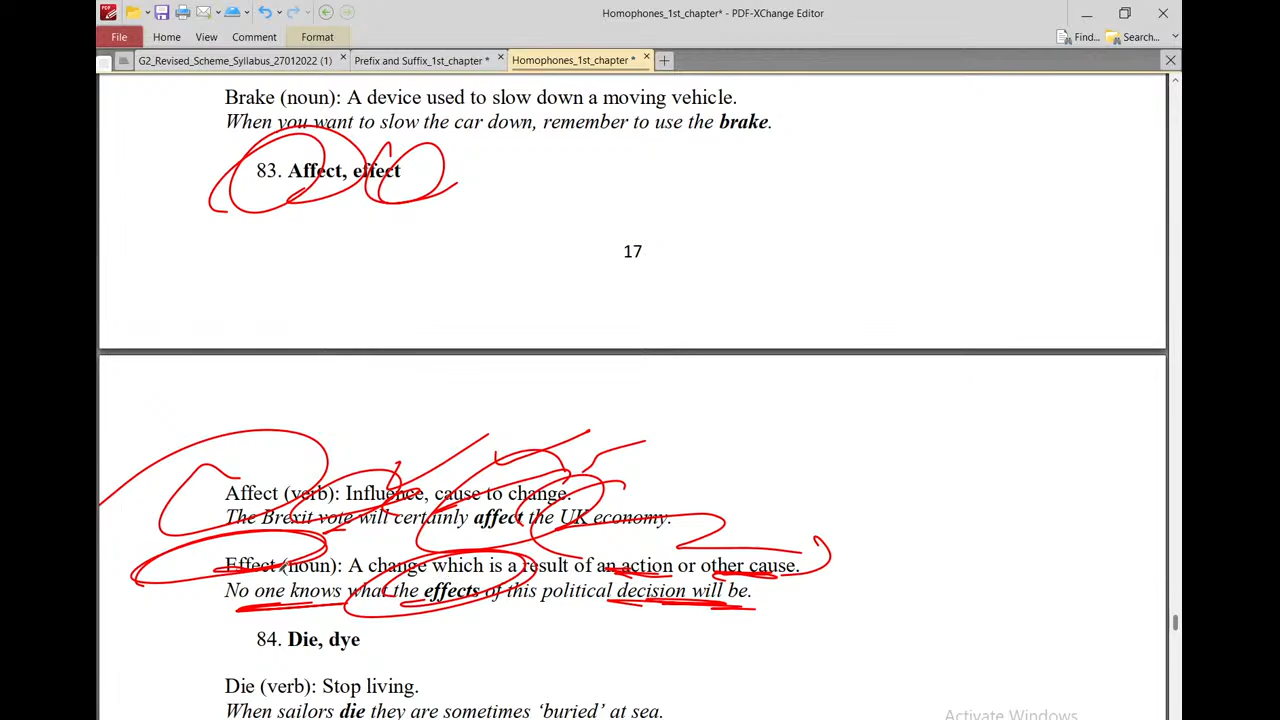 Homophones_1st_chapter* - PDF-XChange Editor
File Home View Comment Format Find... Search...
G2_Revised_Scheme_Syllabus_27012022 (1) Prefix and Suffix_1st_chapter * Homophones_1st_chapter *
Brake (noun): A device used to slow down a moving vehicle.
When you want to slow the car down, remember to use the brake.
83. Affect, effect
17
Affect (verb): Influence, cause to change.
The Brexit vote will certainly affect the UK economy.
Effect (noun): A change which is a result of an action or other cause.
No one knows what the effects of this political decision will be.
84. Die, dye
Die (verb): Stop living.
When sailors die they are sometimes ‘buried’ at sea.
Activate Windows